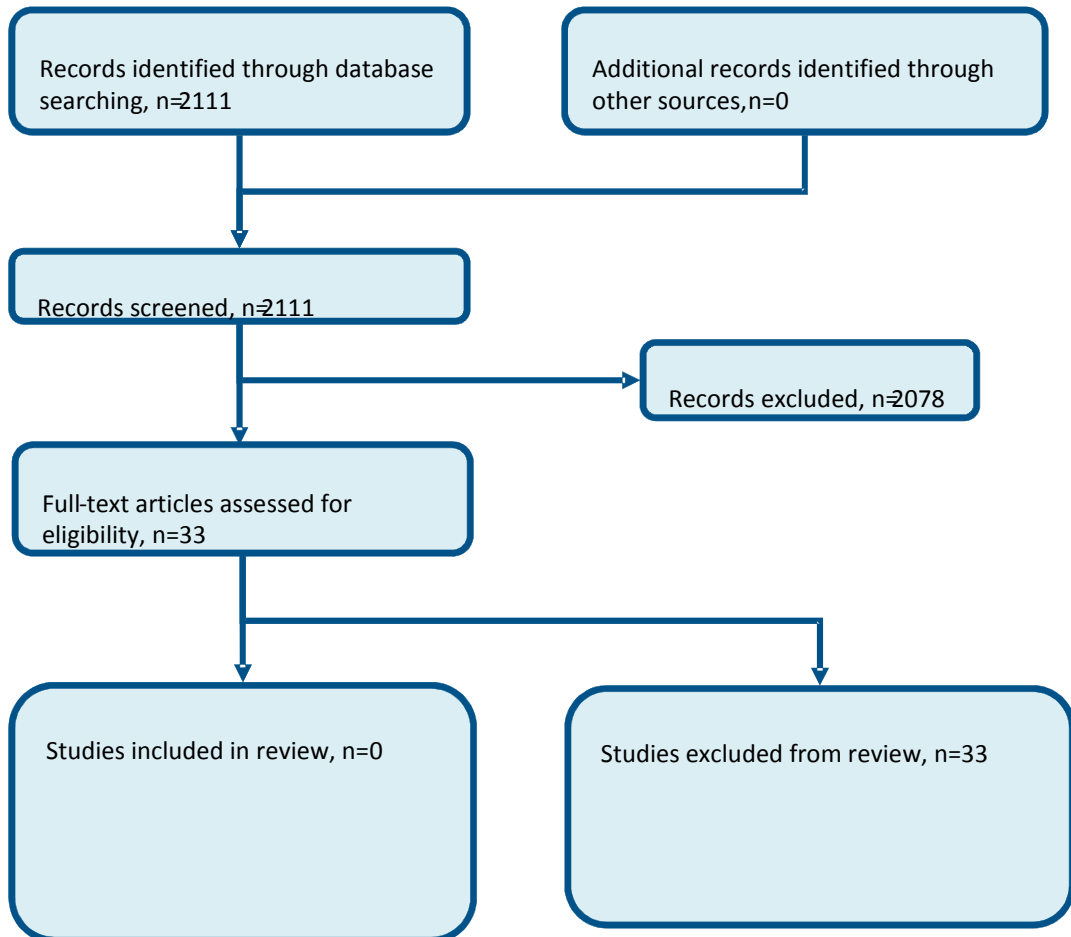 Records identified through database
searching, n=2111
Additional records identified through
other sources,n=0
Records screened, n=2111
Records excluded, n=2078
Full-text articles assessed for
eligibility, n=33
Studies included in review, n=0
Studies excluded from review, n=33